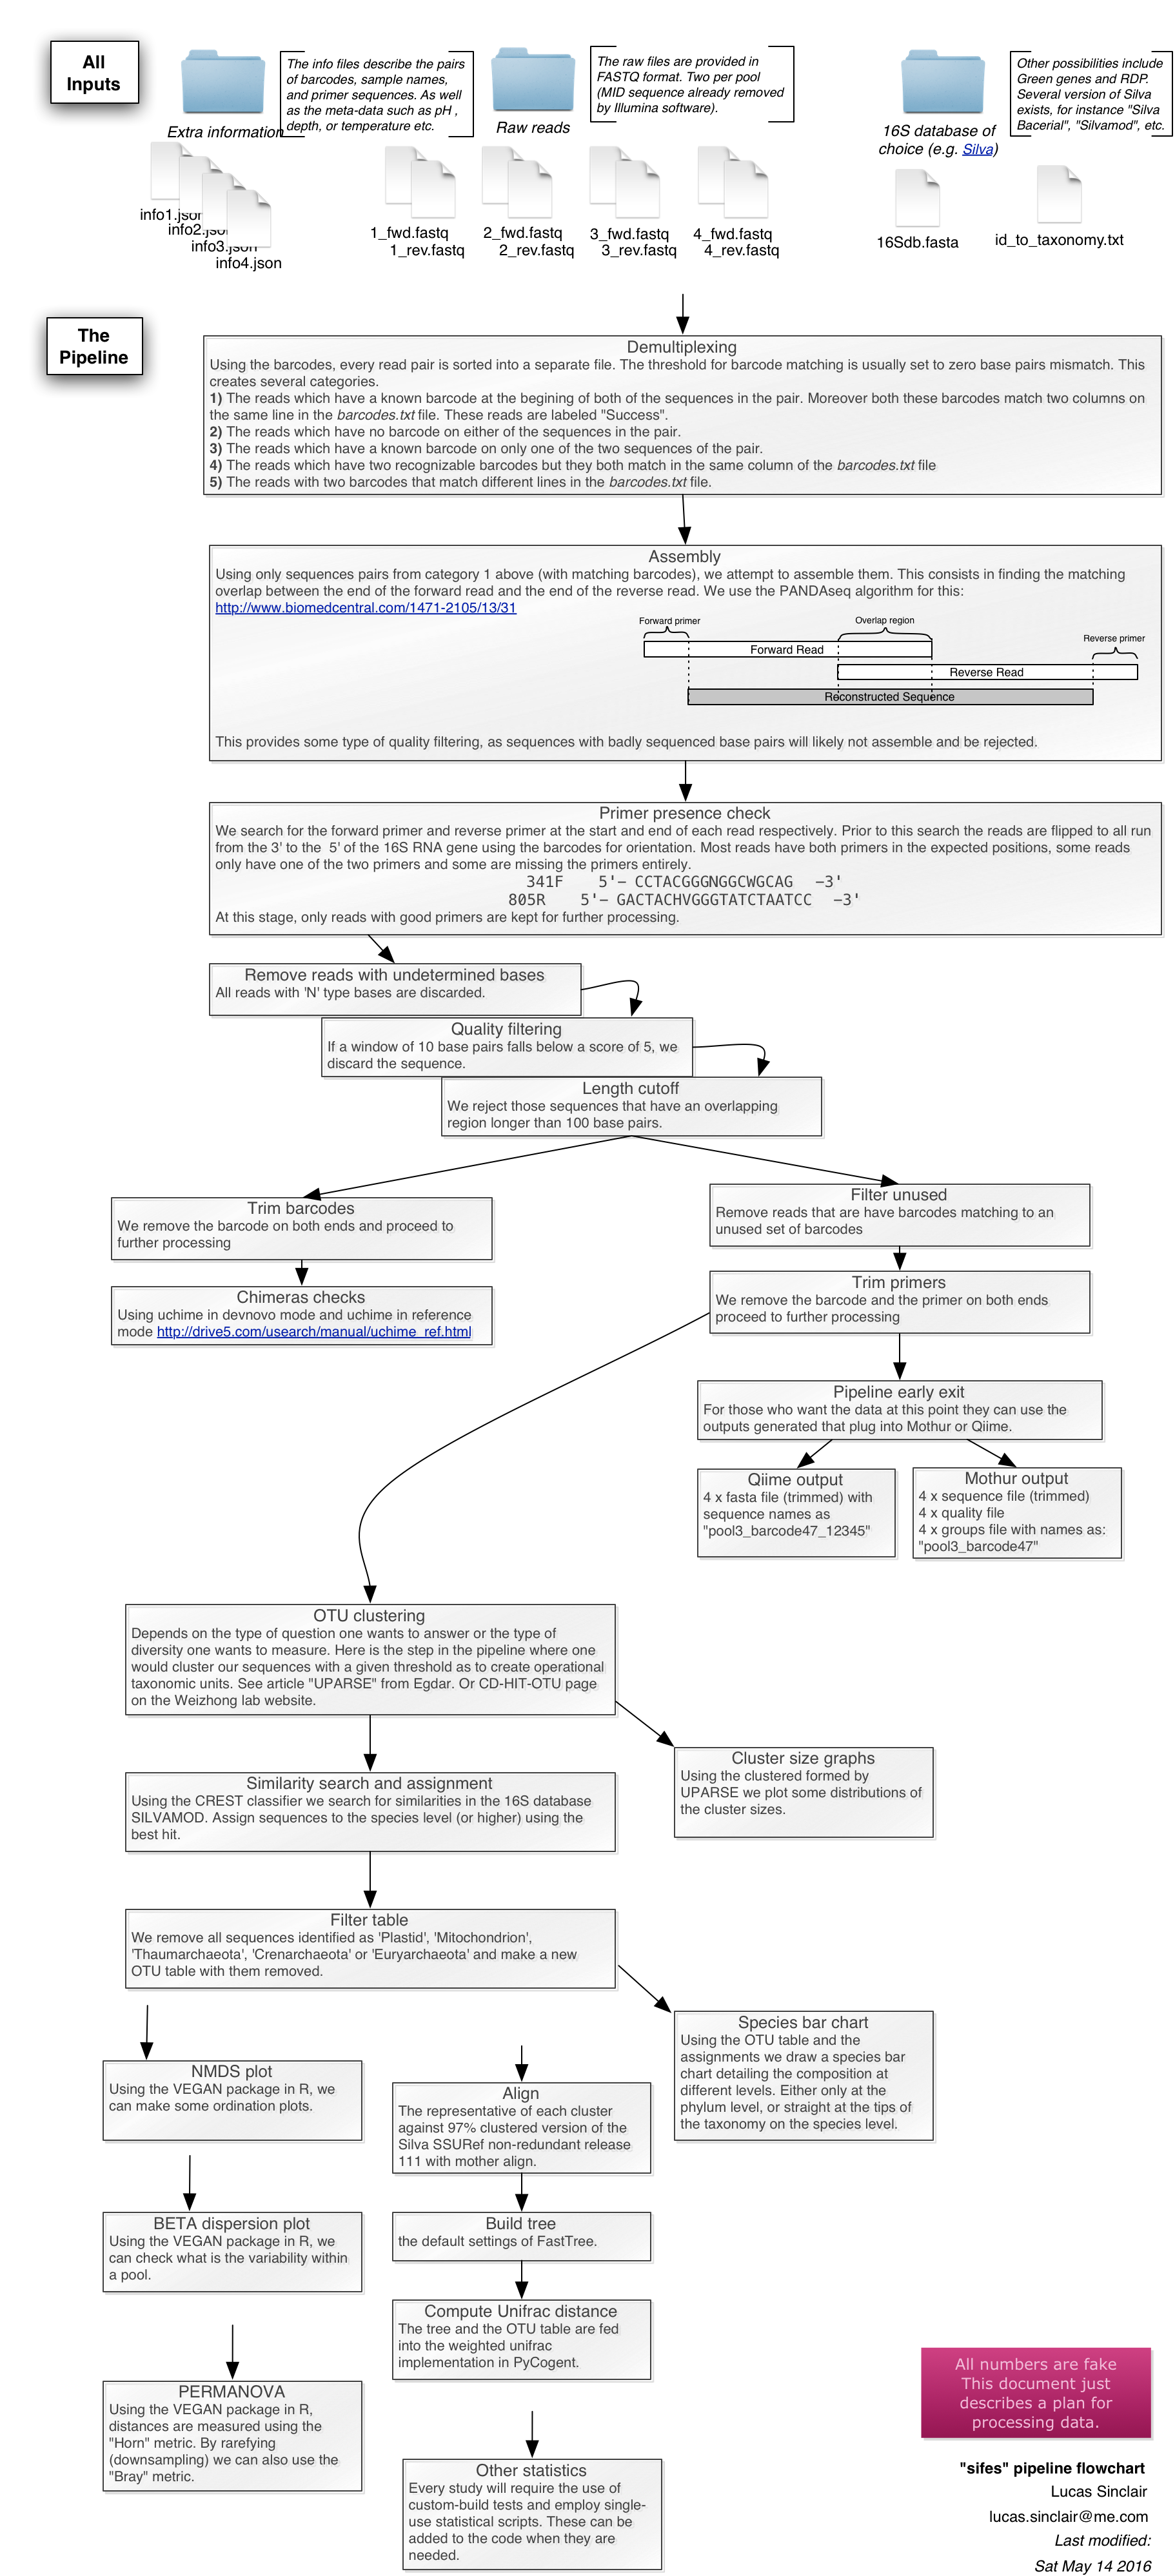 All
Inputs
The info files describe the pairs
of barcodes, sample names,
and primer sequences. As well
as the meta-data such as pH ,
depth, or temperature etc.
Extra information
The raw files are provided in
FASTQ format. Two per pool
(MID sequence already removed
by Illumina software).
Raw reads
Other possibilities include
Green genes and RDP.
Several version of Silva
exists, for instance "Silva
Bacerial", "Silvamod", etc.
16S database of
choice (e.g. Silva)
info1.json
info2.json
info3.json
info4.json
1_fwd.fastq
1_rev.fastq
2_fwd.fastq
2_rev.fastq
3_fwd.fastq
3_rev.fastq
4_fwd.fastq
4_rev.fastq
16Sdb.fasta
id_to_taxonomy.txt
The
Pipeline
Demultiplexing
Using the barcodes, every read pair is sorted into a separate file. The threshold for barcode matching is usually set to zero base pairs mismatch. This
creates several categories.
1) The reads which have a known barcode at the begining of both of the sequences in the pair. Moreover both these barcodes match two columns on
the same line in the barcodes.txt file. These reads are labeled "Success".
2) The reads which have no barcode on either of the sequences in the pair.
3) The reads which have a known barcode on only one of the two sequences of the pair.
4) The reads which have two recognizable barcodes but they both match in the same column of the barcodes.txt file
5) The reads with two barcodes that match different lines in the barcodes.txt file.
Assembly
Using only sequences pairs from category 1 above (with matching barcodes), we attempt to assemble them. This consists in finding the matching
overlap between the end of the forward read and the end of the reverse read. We use the PANDAseq algorithm for this:
http://www.biomedcentral.com/1471-2105/13/31
Forward primer
Overlap region
Reverse primer
Forward Read
Reverse Read
Reconstructed Sequence
This provides some type of quality filtering, as sequences with badly sequenced base pairs will likely not assemble and be rejected.
Primer presence check
We search for the forward primer and reverse primer at the start and end of each read respectively. Prior to this search the reads are flipped to all run
from the 3' to the 5' of the 16S RNA gene using the barcodes for orientation. Most reads have both primers in the expected positions, some reads
only have one of the two primers and some are missing the primers entirely.
341F 5'- CCTACGGGNGGCWGCAG -3'
805R 5'- GACTACHVGGGTATCTAATCC -3'
At this stage, only reads with good primers are kept for further processing.
Remove reads with undetermined bases
All reads with 'N' type bases are discarded.
Quality filtering
If a window of 10 base pairs falls below a score of 5, we
discard the sequence.
Length cutoff
We reject those sequences that have an overlapping
region longer than 100 base pairs.
Trim barcodes
We remove the barcode on both ends and proceed to
further processing
Filter unused
Remove reads that are have barcodes matching to an
unused set of barcodes
Chimeras checks
Using uchime in devnovo mode and uchime in reference
mode http://drive5.com/usearch/manual/uchime_ref.html
Trim primers
We remove the barcode and the primer on both ends
proceed to further processing
Pipeline early exit
For those who want the data at this point they can use the
outputs generated that plug into Mothur or Qiime.
Qiime output
4 x fasta file (trimmed) with
sequence names as
"pool3_barcode47_12345"
Mothur output
4 x sequence file (trimmed)
4 x quality file
4 x groups file with names as:
"pool3_barcode47"
OTU clustering
Depends on the type of question one wants to answer or the type of
diversity one wants to measure. Here is the step in the pipeline where one
would cluster our sequences with a given threshold as to create operational
taxonomic units. See article "UPARSE" from Egdar. Or CD-HIT-OTU page
on the Weizhong lab website.
Cluster size graphs
Using the clustered formed by
UPARSE we plot some distributions of
the cluster sizes.
Similarity search and assignment
Using the CREST classifier we search for similarities in the 16S database
SILVAMOD. Assign sequences to the species level (or higher) using the
best hit.
Filter table
We remove all sequences identified as 'Plastid', 'Mitochondrion',
'Thaumarchaeota', 'Crenarchaeota' or 'Euryarchaeota' and make a new
OTU table with them removed.
Species bar chart
Using the OTU table and the
assignments we draw a species bar
chart detailing the composition at
different levels. Either only at the
phylum level, or straight at the tips of
the taxonomy on the species level.
NMDS plot
Using the VEGAN package in R, we
can make some ordination plots.
Align
The representative of each cluster
against 97% clustered version of the
Silva SSURef non-redundant release
111 with mother align.
BETA dispersion plot
Using the VEGAN package in R, we
can check what is the variability within
a pool.
Build tree
the default settings of FastTree.
Compute Unifrac distance
The tree and the OTU table are fed
into the weighted unifrac
implementation in PyCogent.
PERMANOVA
Using the VEGAN package in R,
distances are measured using the
"Horn" metric. By rarefying
(downsampling) we can also use the
"Bray" metric.
Other statistics
Every study will require the use of
custom-build tests and employ single-
use statistical scripts. These can be
added to the code when they are
needed.
All numbers are fake
This document just
describes a plan for
processing data.
"sifes" pipeline flowchart
Lucas Sinclair
lucas.sinclair@me.com
Last modified:
Sat May 14 2016